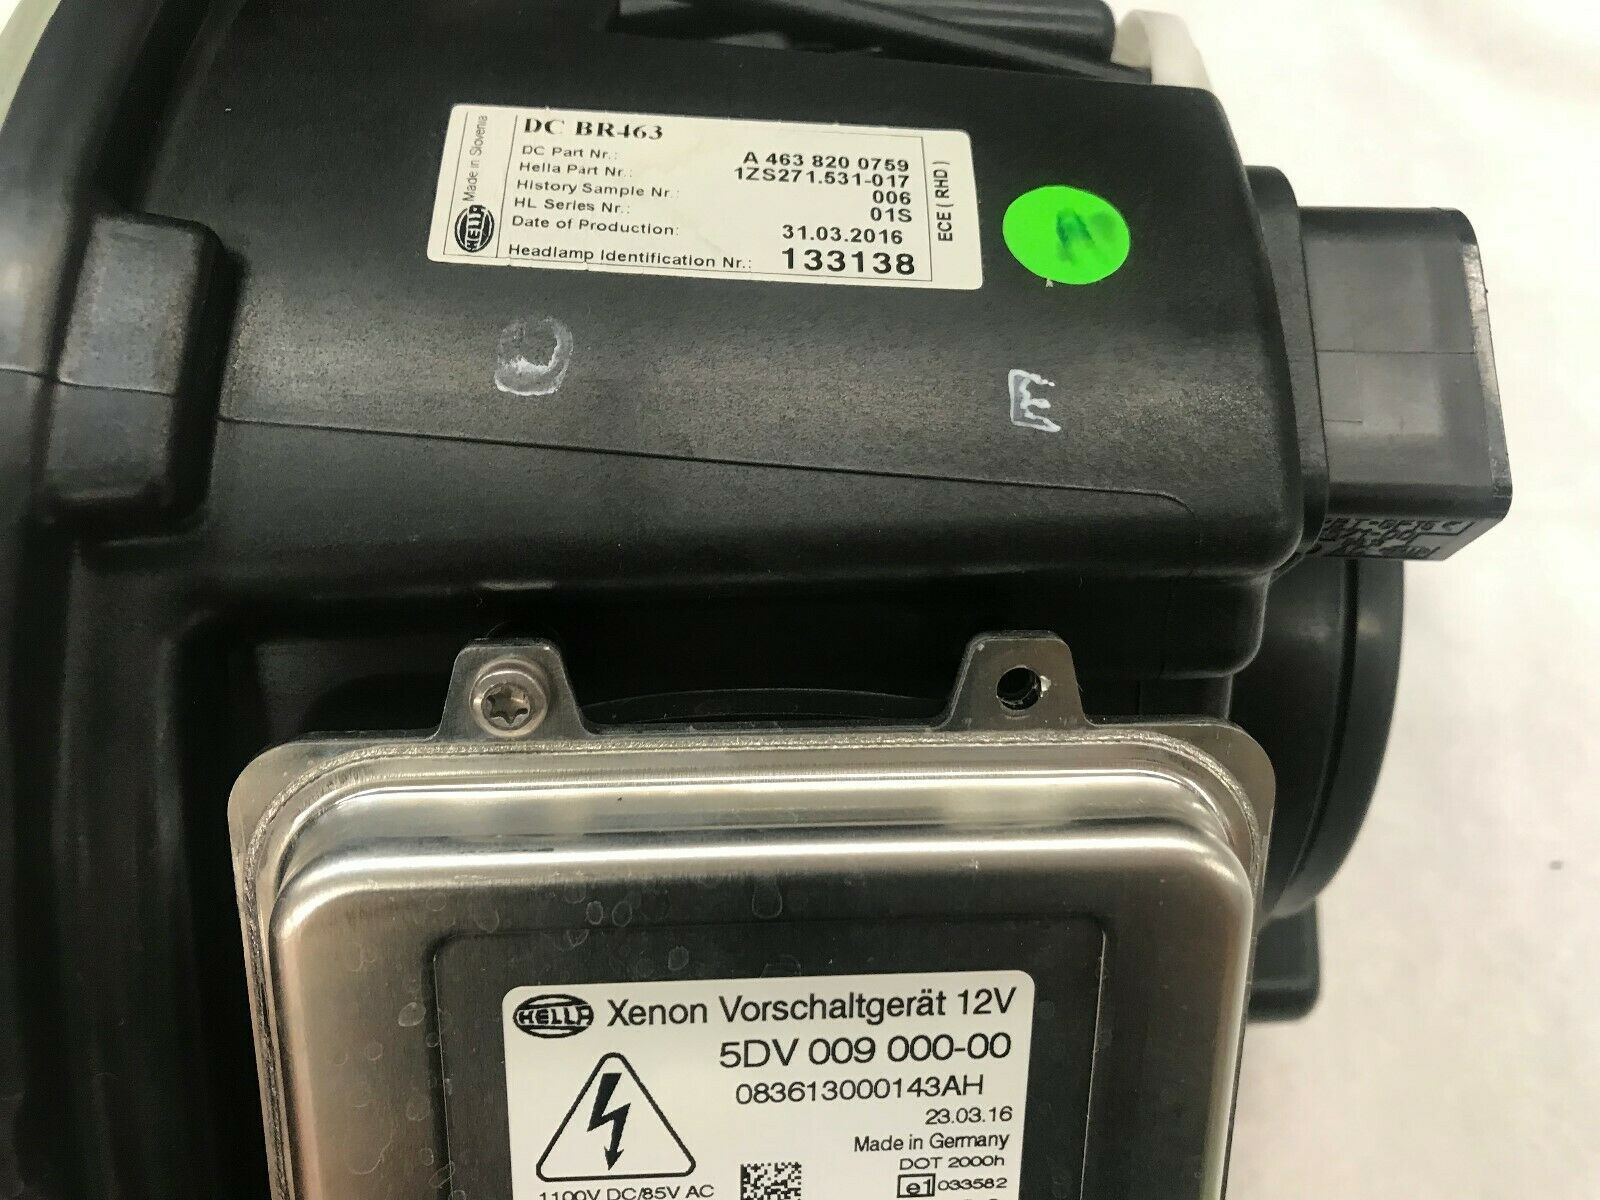 DC BR463
DC Part Nr.: A 463 820 0759
Hella Part Nr.: 1ZS271.531-017
History Sample Nr.: 006
HL Series Nr.: 01S
Date of Production: 31.03.2016
Headlamp Identification Nr.: 133138
HELLA Made in Slovenia
ECE ( RHD )
E
HELLA Xenon Vorschaltgerät 12V
5DV 009 000-00
083613000143AH
23.03.16
Made in Germany
DOT 2000h
e1 033582
1100V DC/85V AC